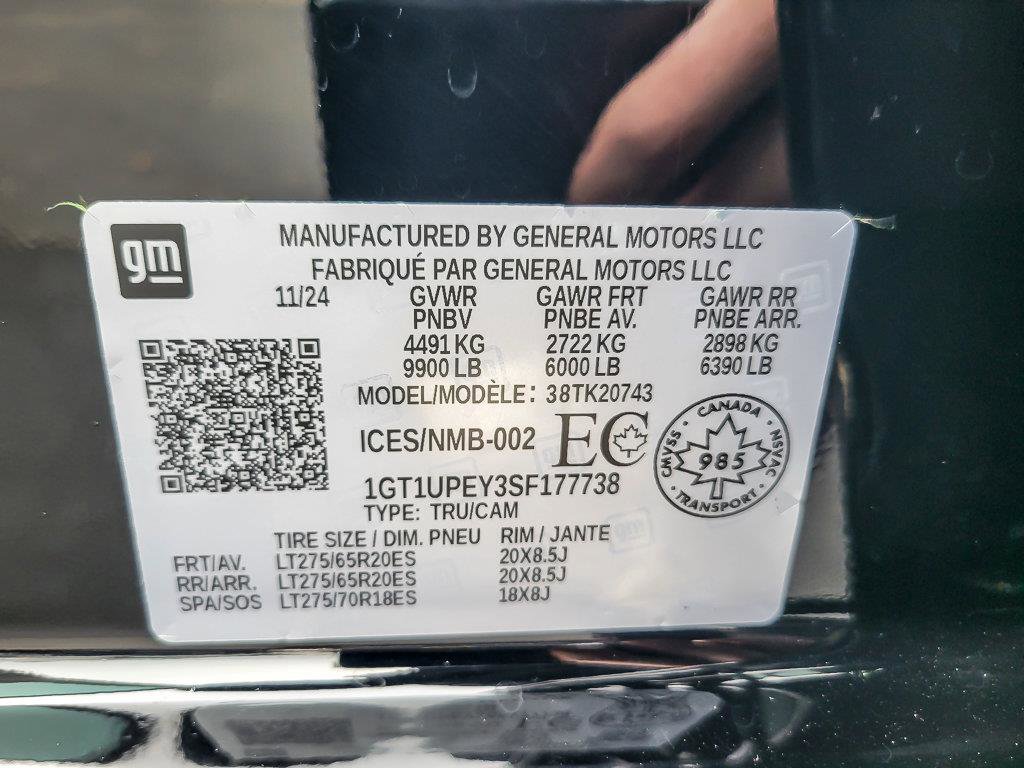 gm
MANUFACTURED BY GENERAL MOTORS LLC
FABRIQUÉ PAR GENERAL MOTORS LLC
11/24 GVWR GAWR FRT GAWR RR
PNBV PNBE AV. PNBE ARR.
4491 KG 2722 KG 2898 KG
9900 LB 6000 LB 6390 LB
MODEL/MODÈLE: 38TK20743
ICES/NMB-002 EC
CANADA
CMVSS 985 NSVAC
TRANSPORT
1GT1UPEY3SF177738
TYPE: TRU/CAM
TIRE SIZE / DIM. PNEU RIM / JANTE
FRT/AV. LT275/65R20ES 20X8.5J
RR/ARR. LT275/65R20ES 20X8.5J
SPA/SOS LT275/70R18ES 18X8J